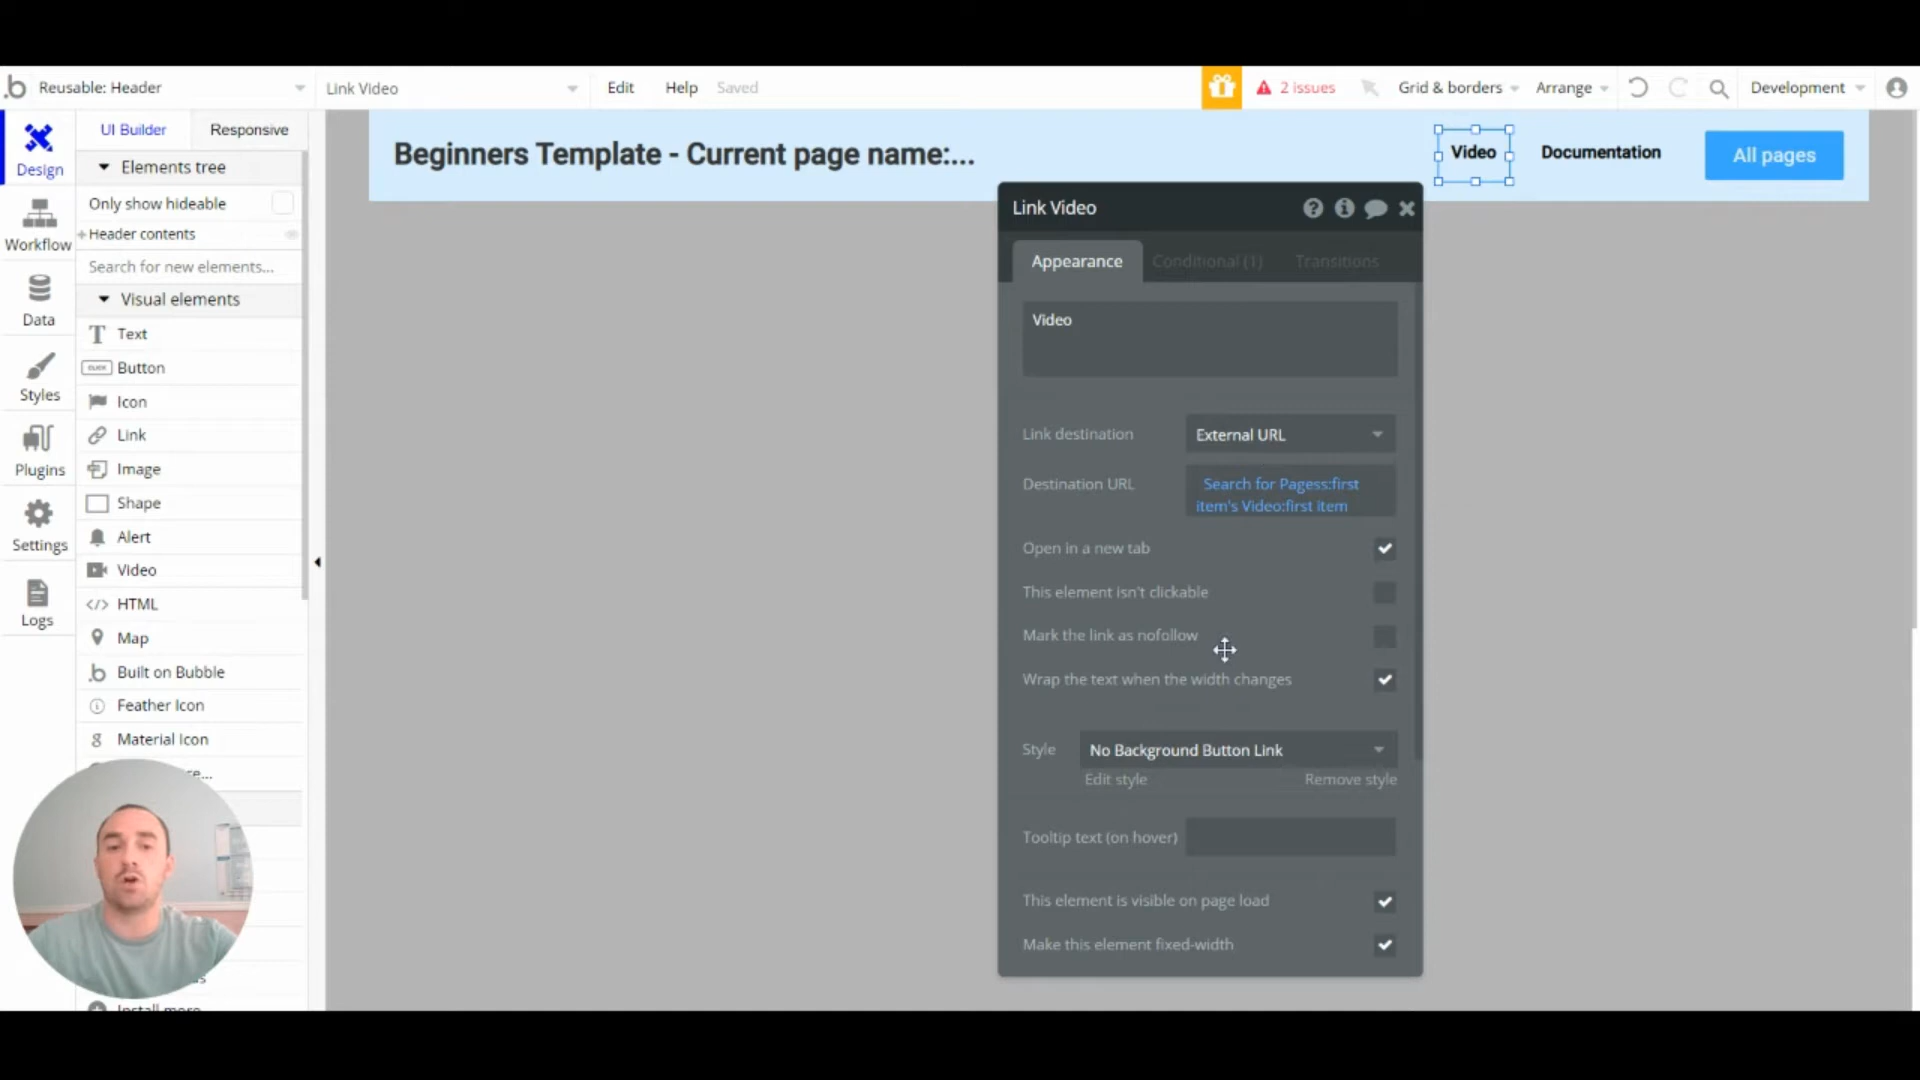 .b Reusable: Header
Link Video
Edit
Help
Saved
2 issues
Grid & borders
Arrange
Development
Design
Workflow
Data
Styles
Plugins
Settings
Logs
UI Builder
Responsive
Elements tree
Only show hideable
+ Header contents
Search for new elements...
Visual elements
Text
CLICK Button
Icon
Link
Image
Shape
Alert
Video
</> HTML
Map
Built on Bubble
Feather Icon
Material Icon
Install more...
Beginners Template - Current page name:...
Video
Documentation
All pages
Link Video
Appearance
Conditional (1)
Transitions
Video
Link destination
External URL
Destination URL
Search for Pagess:first
item's Video:first item
Open in a new tab
This element isn't clickable
Mark the link as nofollow
Wrap the text when the width changes
Style
No Background Button Link
Edit style
Remove style
Tooltip text (on hover)
This element is visible on page load
Make this element fixed-width